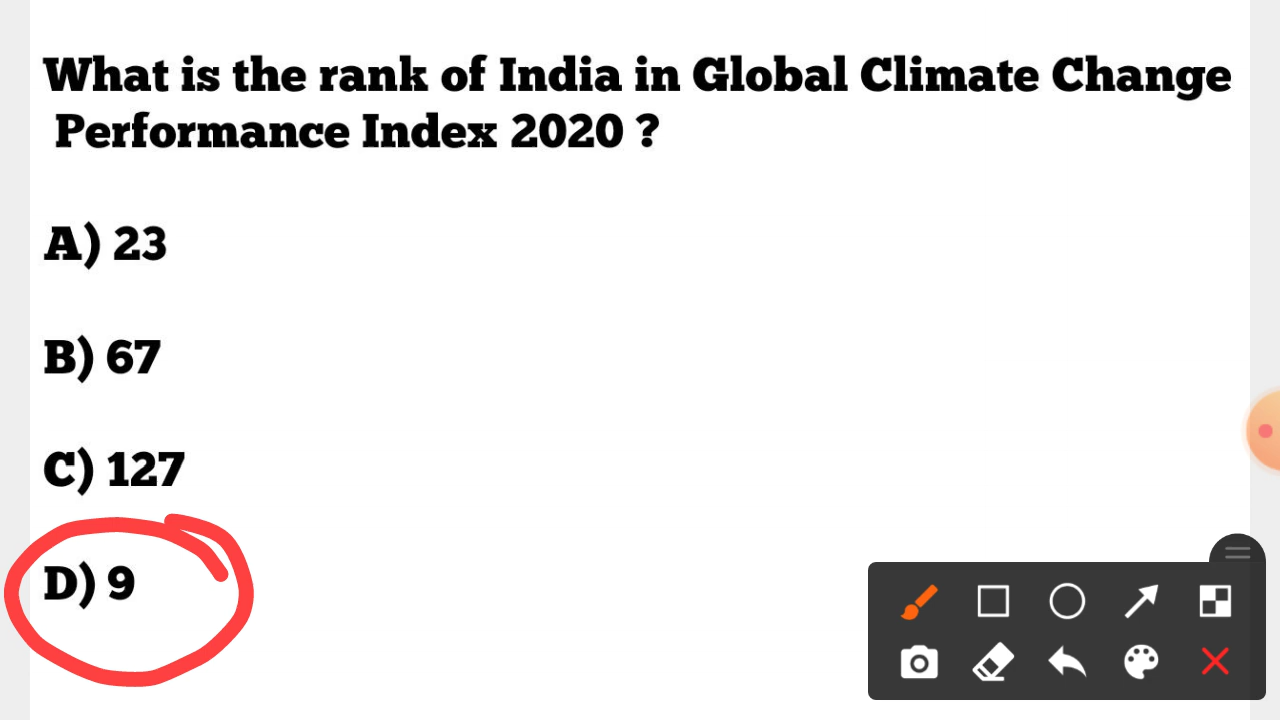 What is the rank of India in Global Climate Change
Performance Index 2020 ?
A) 23
B) 67
C) 127
D) 9